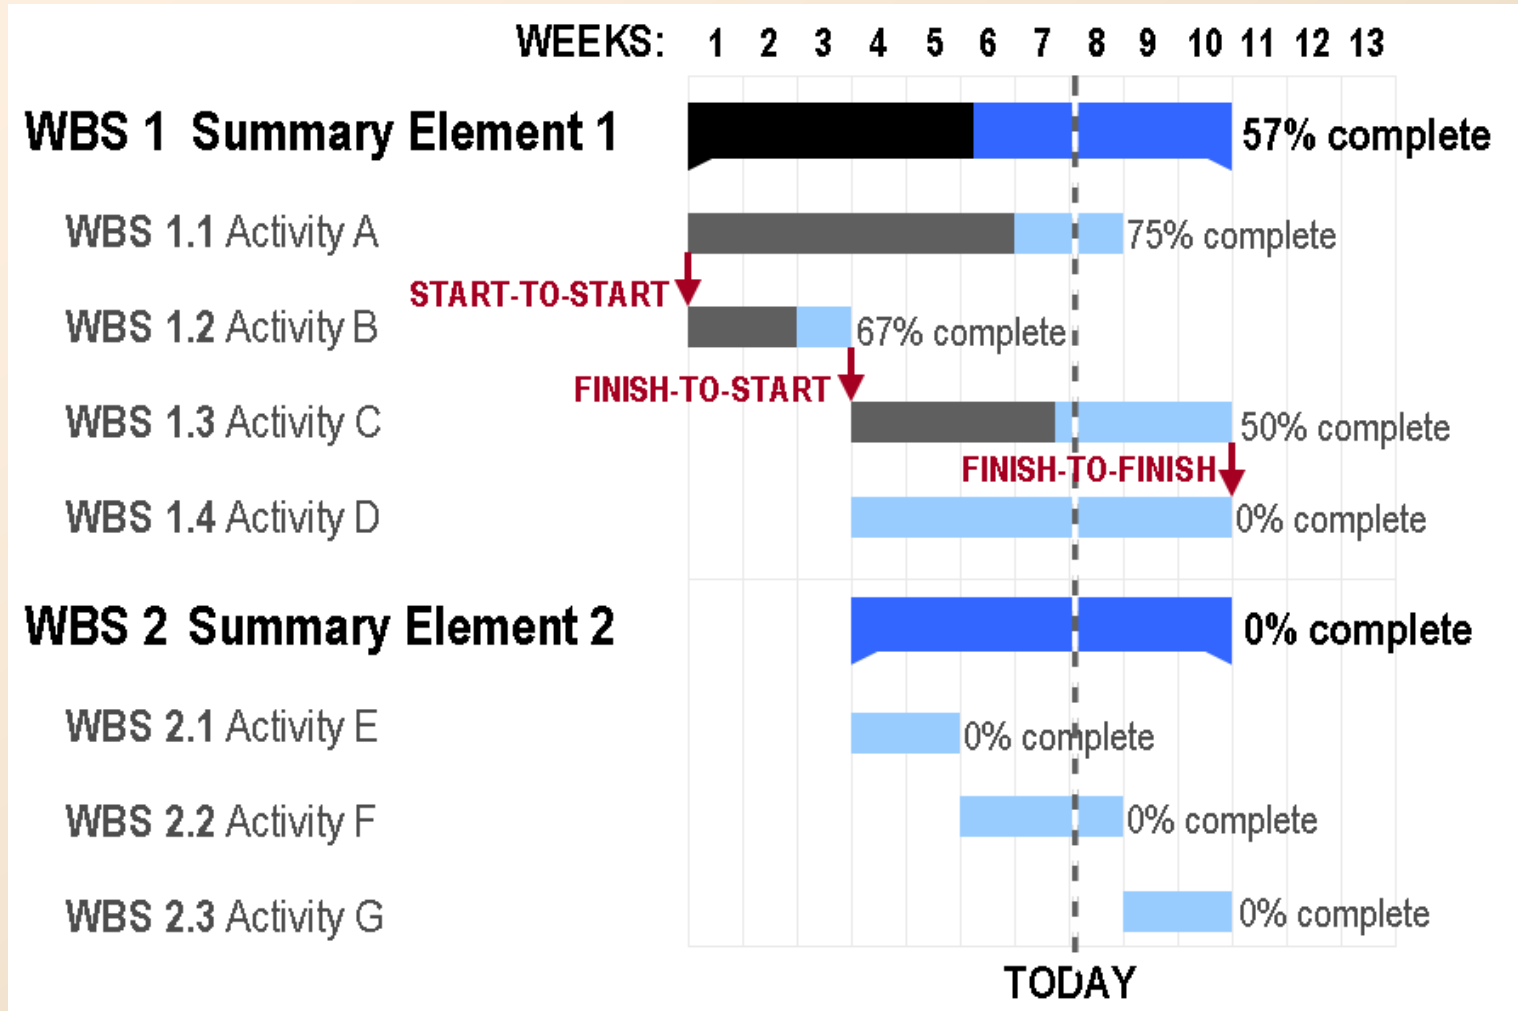 WEEKS: 1 2 3 4 5 6 7 8 9 10 11 12 13
WBS 1 Summary Element 1 57% complete
WBS 1.1 Activity A 75% complete
START-TO-START
WBS 1.2 Activity B 67% complete
FINISH-TO-START
WBS 1.3 Activity C 50% complete
FINISH-TO-FINISH
WBS 1.4 Activity D 0% complete
WBS 2 Summary Element 2 0% complete
WBS 2.1 Activity E 0% complete
WBS 2.2 Activity F 0% complete
WBS 2.3 Activity G 0% complete
TODAY